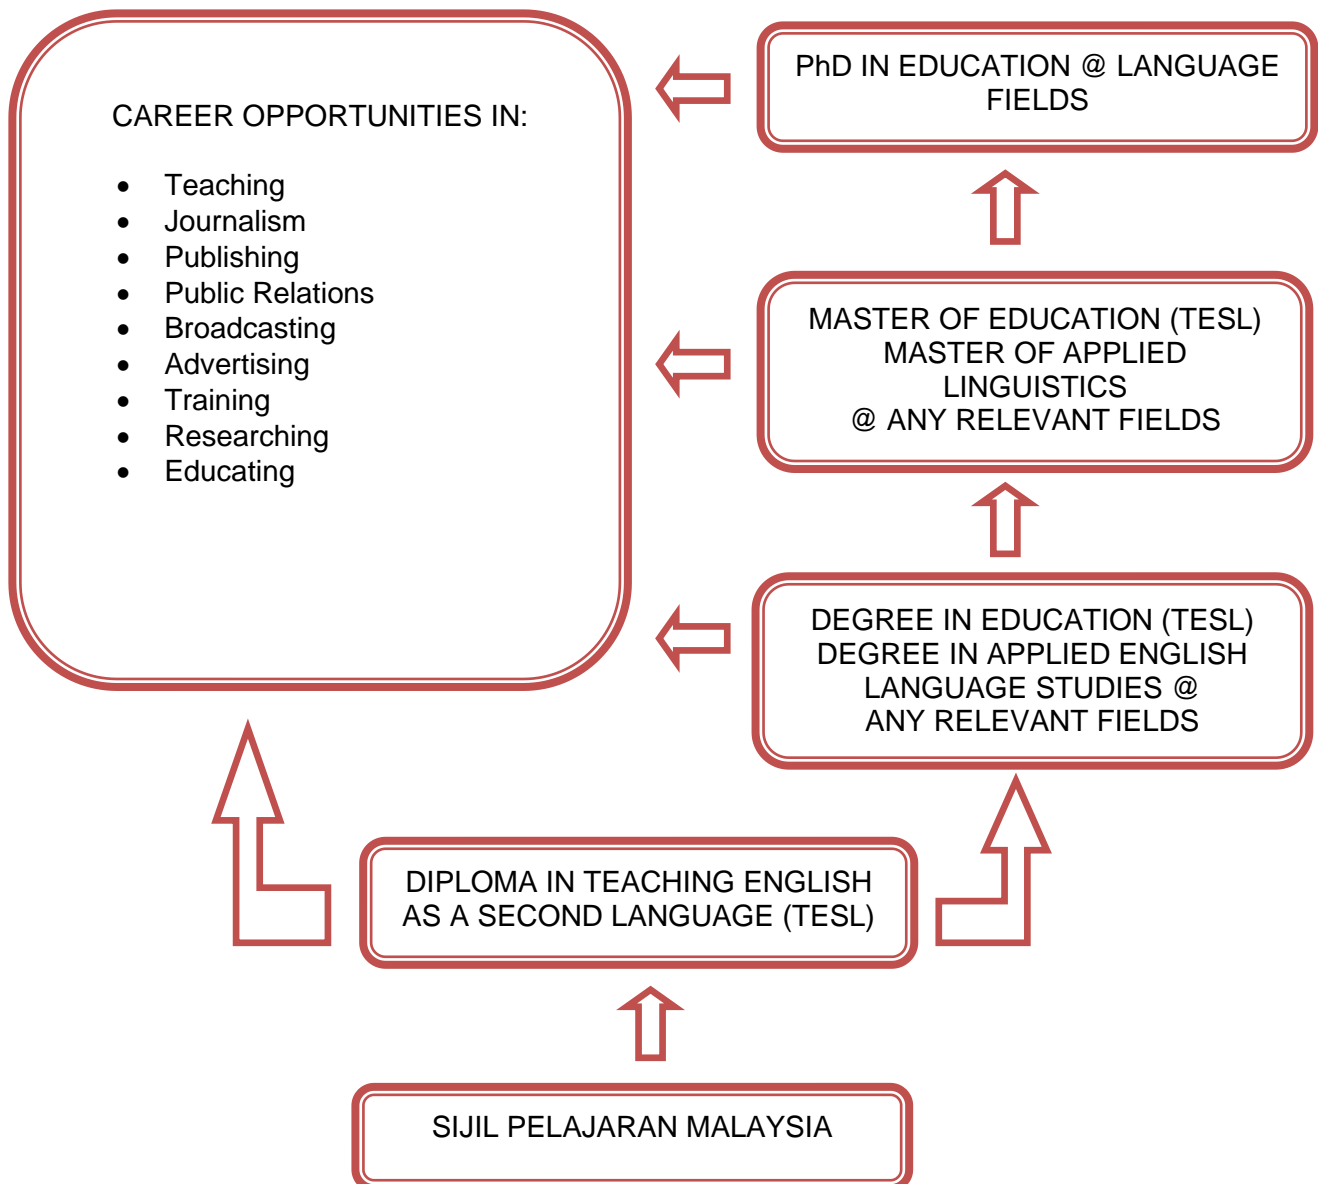 CAREER OPPORTUNITIES IN:
• Teaching
• Journalism
• Publishing
• Public Relations
• Broadcasting
• Advertising
• Training
• Researching
• Educating
PhD IN EDUCATION @ LANGUAGE
FIELDS
MASTER OF EDUCATION (TESL)
MASTER OF APPLIED
LINGUISTICS
@ ANY RELEVANT FIELDS
DEGREE IN EDUCATION (TESL)
DEGREE IN APPLIED ENGLISH
LANGUAGE STUDIES @
ANY RELEVANT FIELDS
DIPLOMA IN TEACHING ENGLISH
AS A SECOND LANGUAGE (TESL)
SIJIL PELAJARAN MALAYSIA